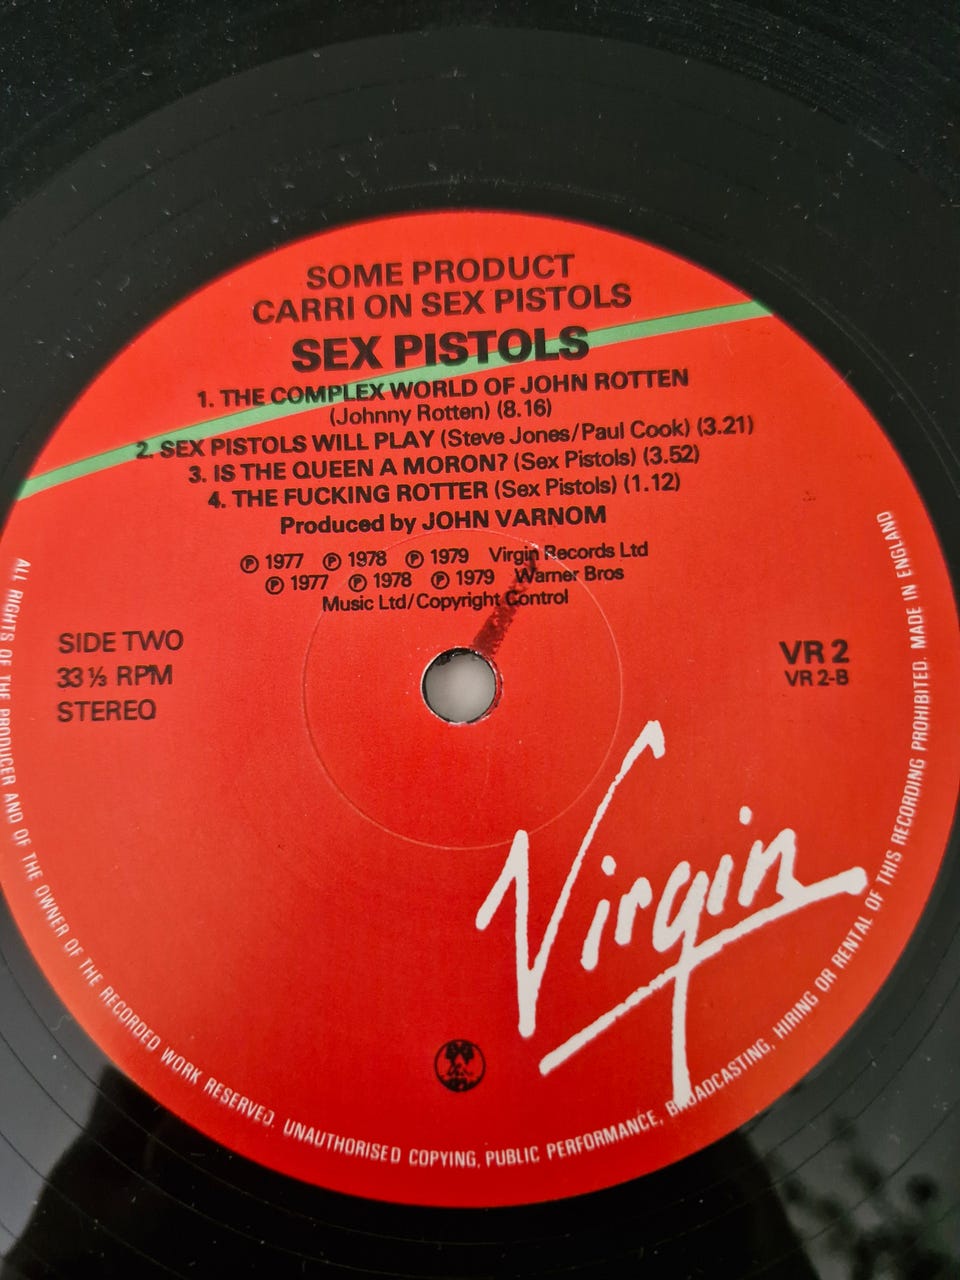 SOME PRODUCT
CARRI ON SEX PISTOLS
SEX PISTOLS
1. THE COMPLEX WORLD OF JOHN ROTTEN
(Johnny Rotten) (8.16)
2. SEX PISTOLS WILL PLAY (Steve Jones/Paul Cook) (3.21)
3. IS THE QUEEN A MORON? (Sex Pistols) (3.52)
4. THE FUCKING ROTTER (Sex Pistols) (1.12)
Produced by JOHN VARNOM
℗ 1977 ℗ 1978 ℗ 1979 Virgin Records Ltd
℗ 1977 ℗ 1978 ℗ 1979 Warner Bros
Music Ltd/Copyright Control
SIDE TWO
33⅓ RPM
STEREO
VR 2
VR 2-B
Virgin
ALL RIGHTS OF THE PRODUCER AND OF THE OWNER OF THE RECORDED WORK RESERVED. UNAUTHORISED COPYING, PUBLIC PERFORMANCE, BROADCASTING, HIRING OR RENTAL OF THIS RECORDING PROHIBITED. MADE IN ENGLAND